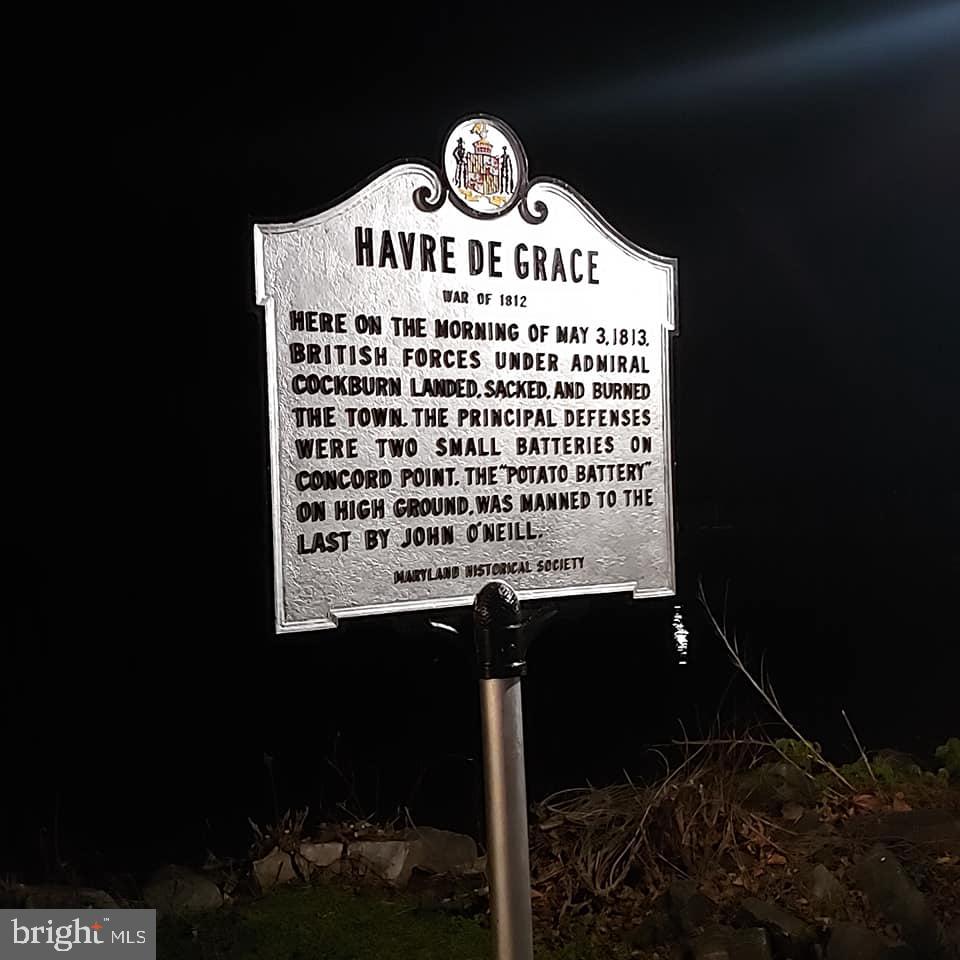 HAVRE DE GRACE
WAR OF 1812
HERE ON THE MORNING OF MAY 3, 1813,
BRITISH FORCES UNDER ADMIRAL
COCKBURN LANDED, SACKED, AND BURNED
THE TOWN. THE PRINCIPAL DEFENSES
WERE TWO SMALL BATTERIES ON
CONCORD POINT. THE "POTATO BATTERY"
ON HIGH GROUND, WAS MANNED TO THE
LAST BY JOHN O'NEILL.
MARYLAND HISTORICAL SOCIETY
bright™ MLS